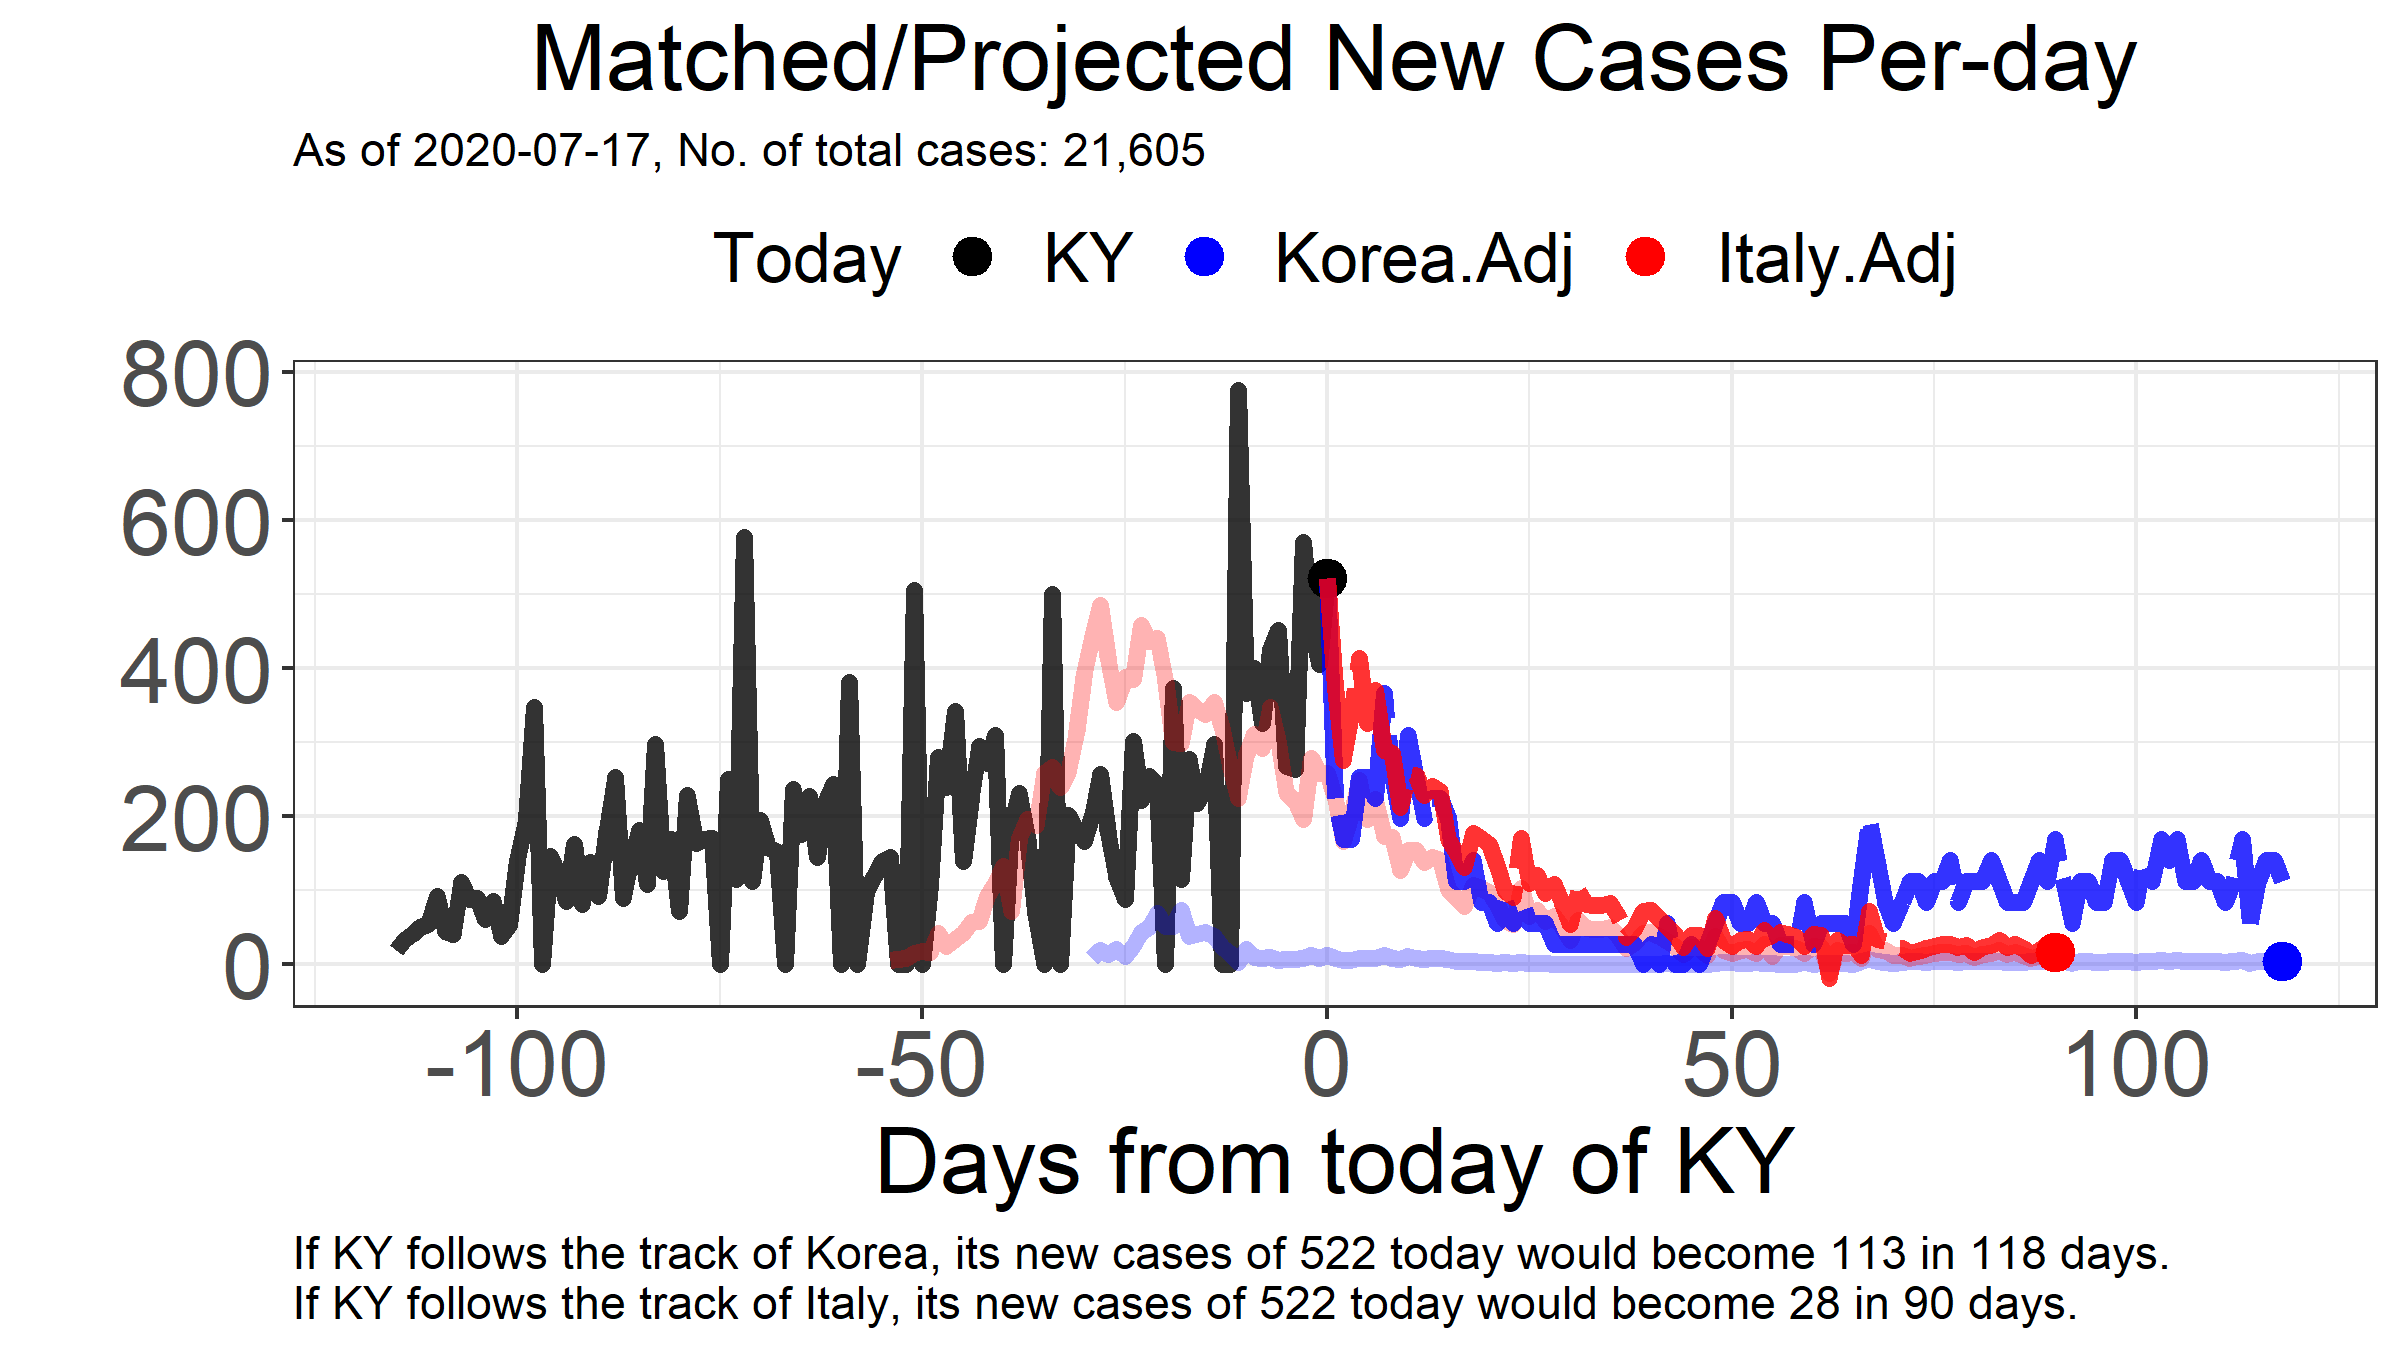 Matched/Projected New Cases Per-day
As of 2020-07-17, No. of total cases: 21,605
Today KY Korea.Adj Italy.Adj
800
600
400
200
0
-100 -50 0 50 100
Days from today of KY
If KY follows the track of Korea, its new cases of 522 today would become 113 in 118 days.
If KY follows the track of Italy, its new cases of 522 today would become 28 in 90 days.